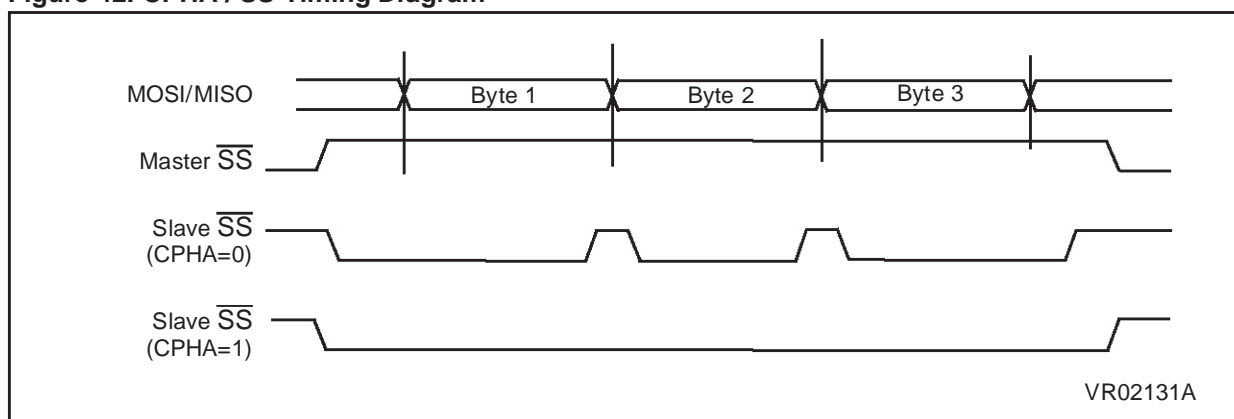 MOSI/MISO
Byte 1
Byte 2
Byte 3
Master SS
Slave SS
(CPHA=0)
Slave SS
(CPHA=1)
VR02131A